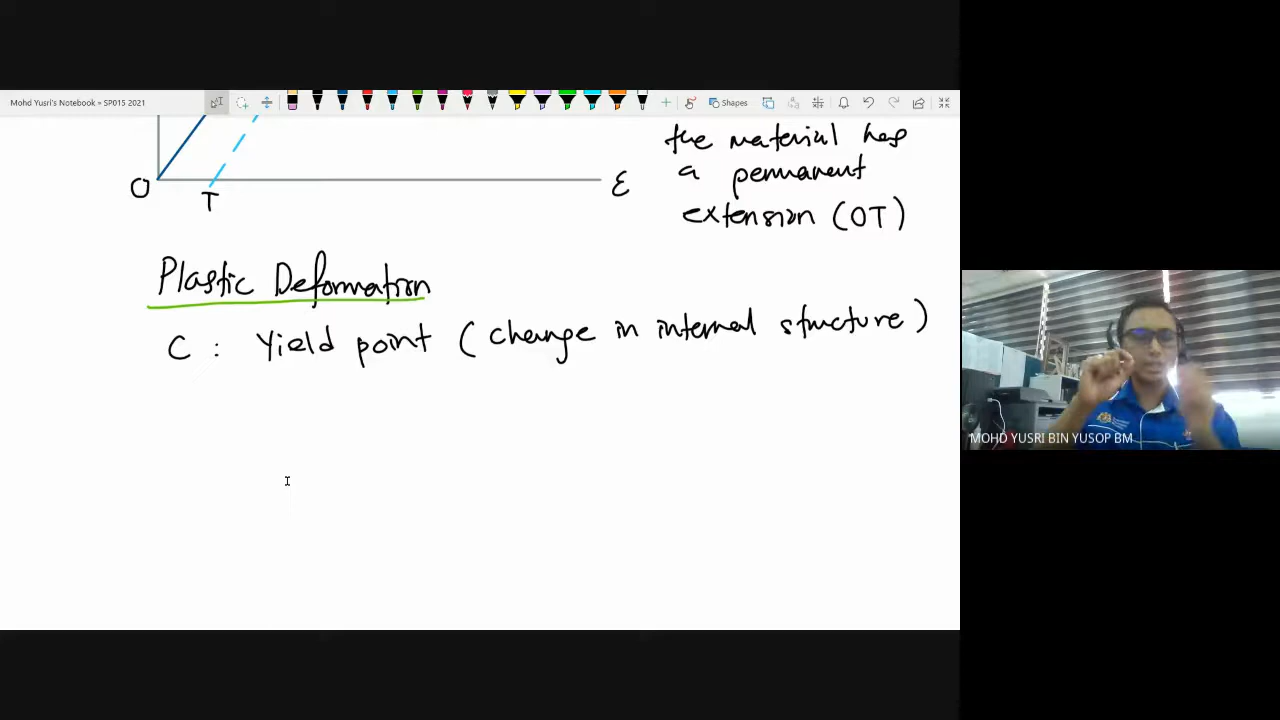 Mohd Yusri's Notebook » SP015 2021
Shapes
the material has
a permanent
extension (OT)
O
T
ε
Plastic Deformation
C : Yield point (change in internal structure)
MOHD YUSRI BIN YUSOP BM